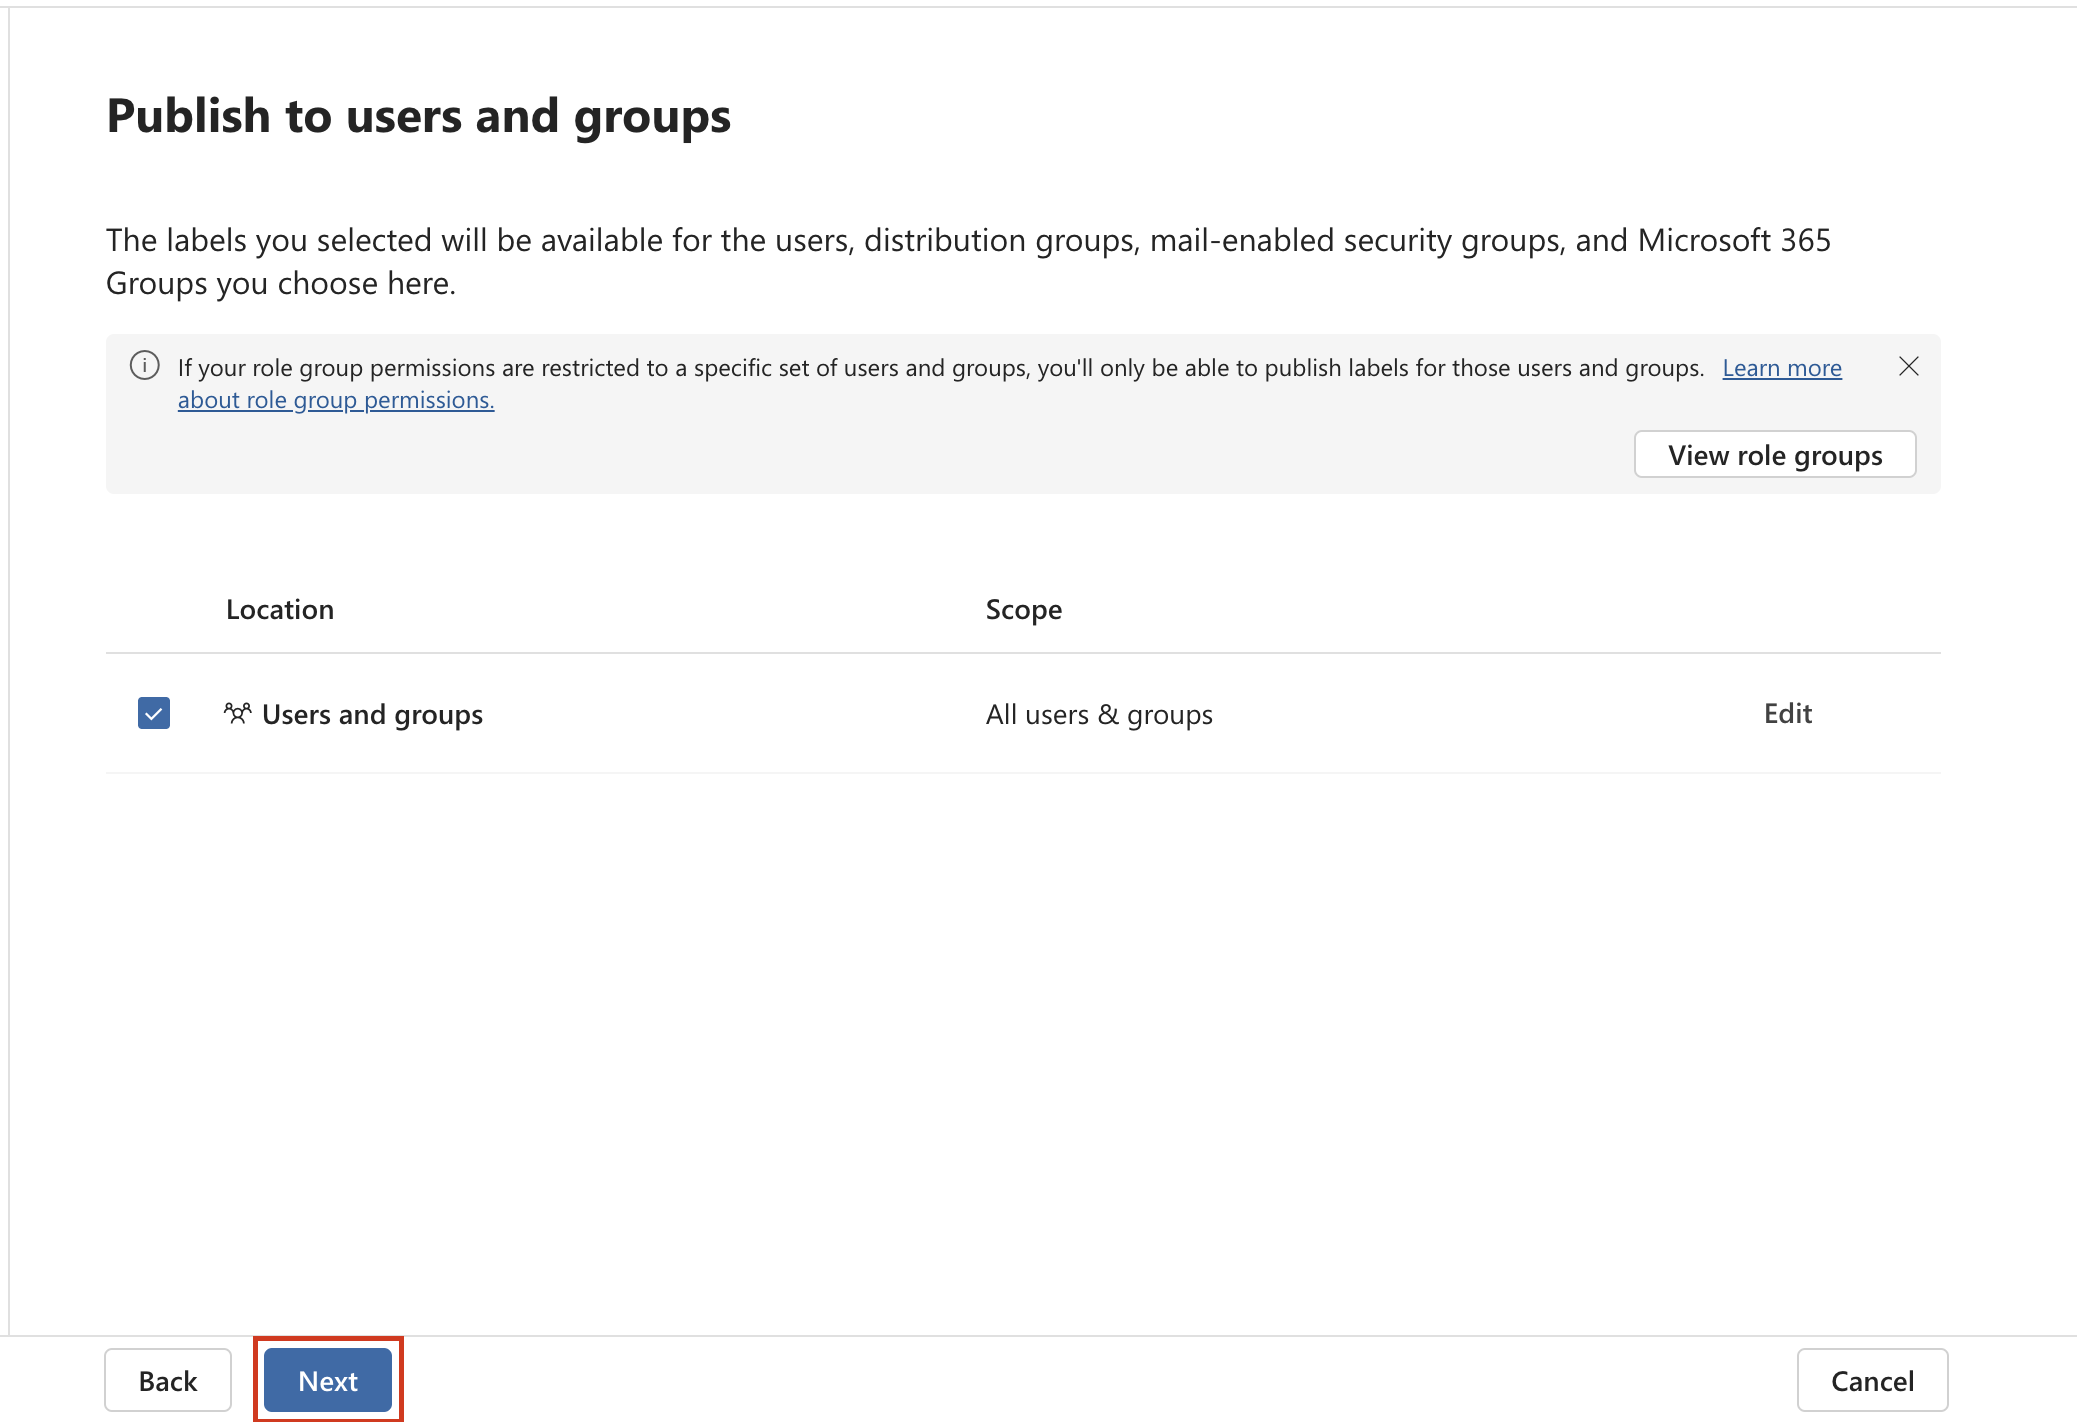 Publish to users and groups
The labels you selected will be available for the users, distribution groups, mail-enabled security groups, and Microsoft 365
Groups you choose here.
If your role group permissions are restricted to a specific set of users and groups, you'll only be able to publish labels for those users and groups. Learn more
about role group permissions.
View role groups
Location Scope
Users and groups All users & groups Edit
Back Next Cancel